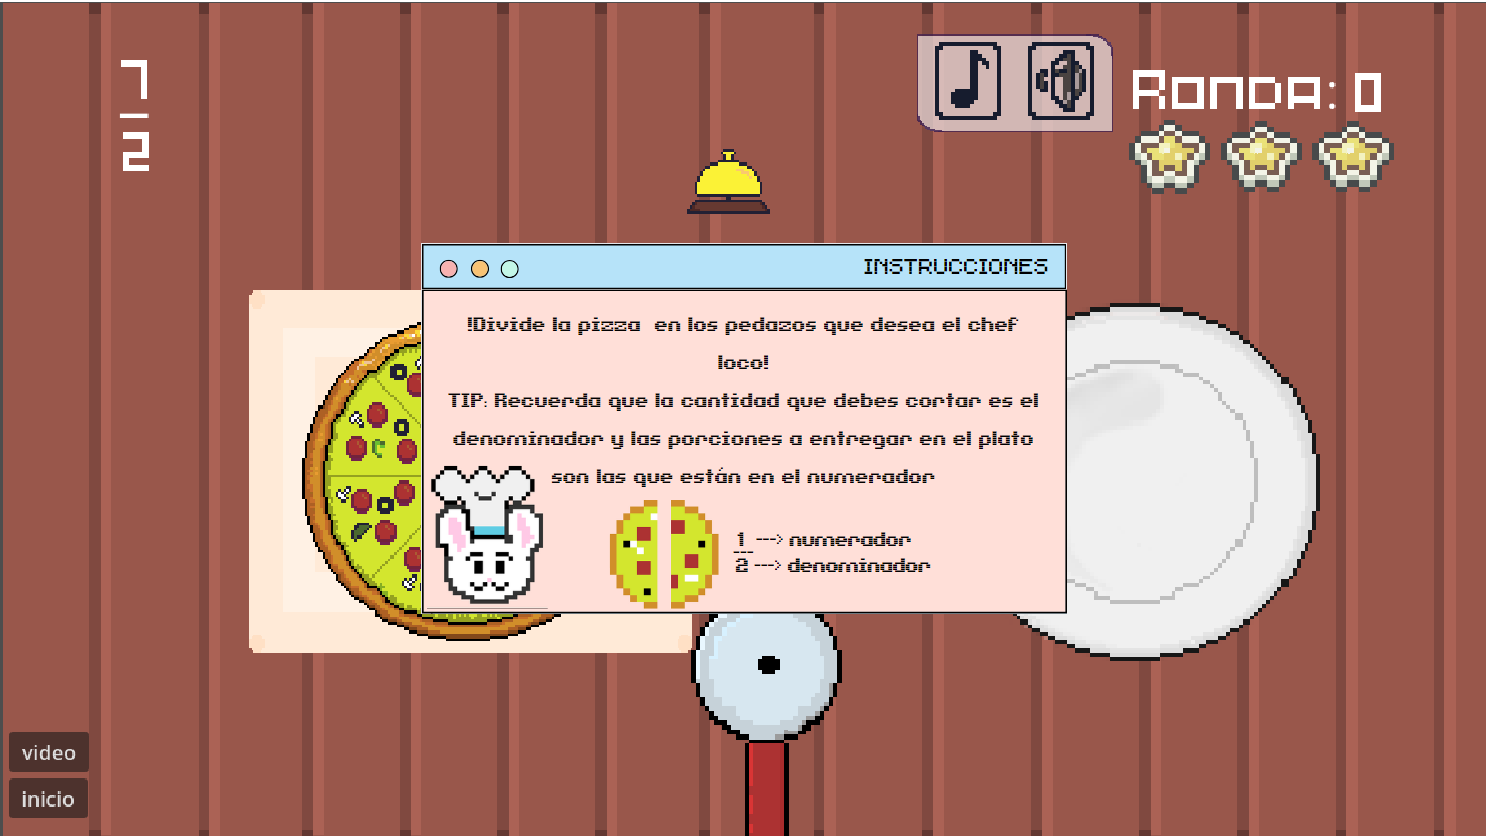 7
2
Ronda: 0
INSTRUCCIONES
!Divide la pizza en los pedazos que desea el chef
loco!
TIP: Recuerda que la cantidad que debes cortar es el
denominador y las porciones a entregar en el plato
son las que están en el numerador
1 ---> numerador
---
2 ---> denominador
video
inicio